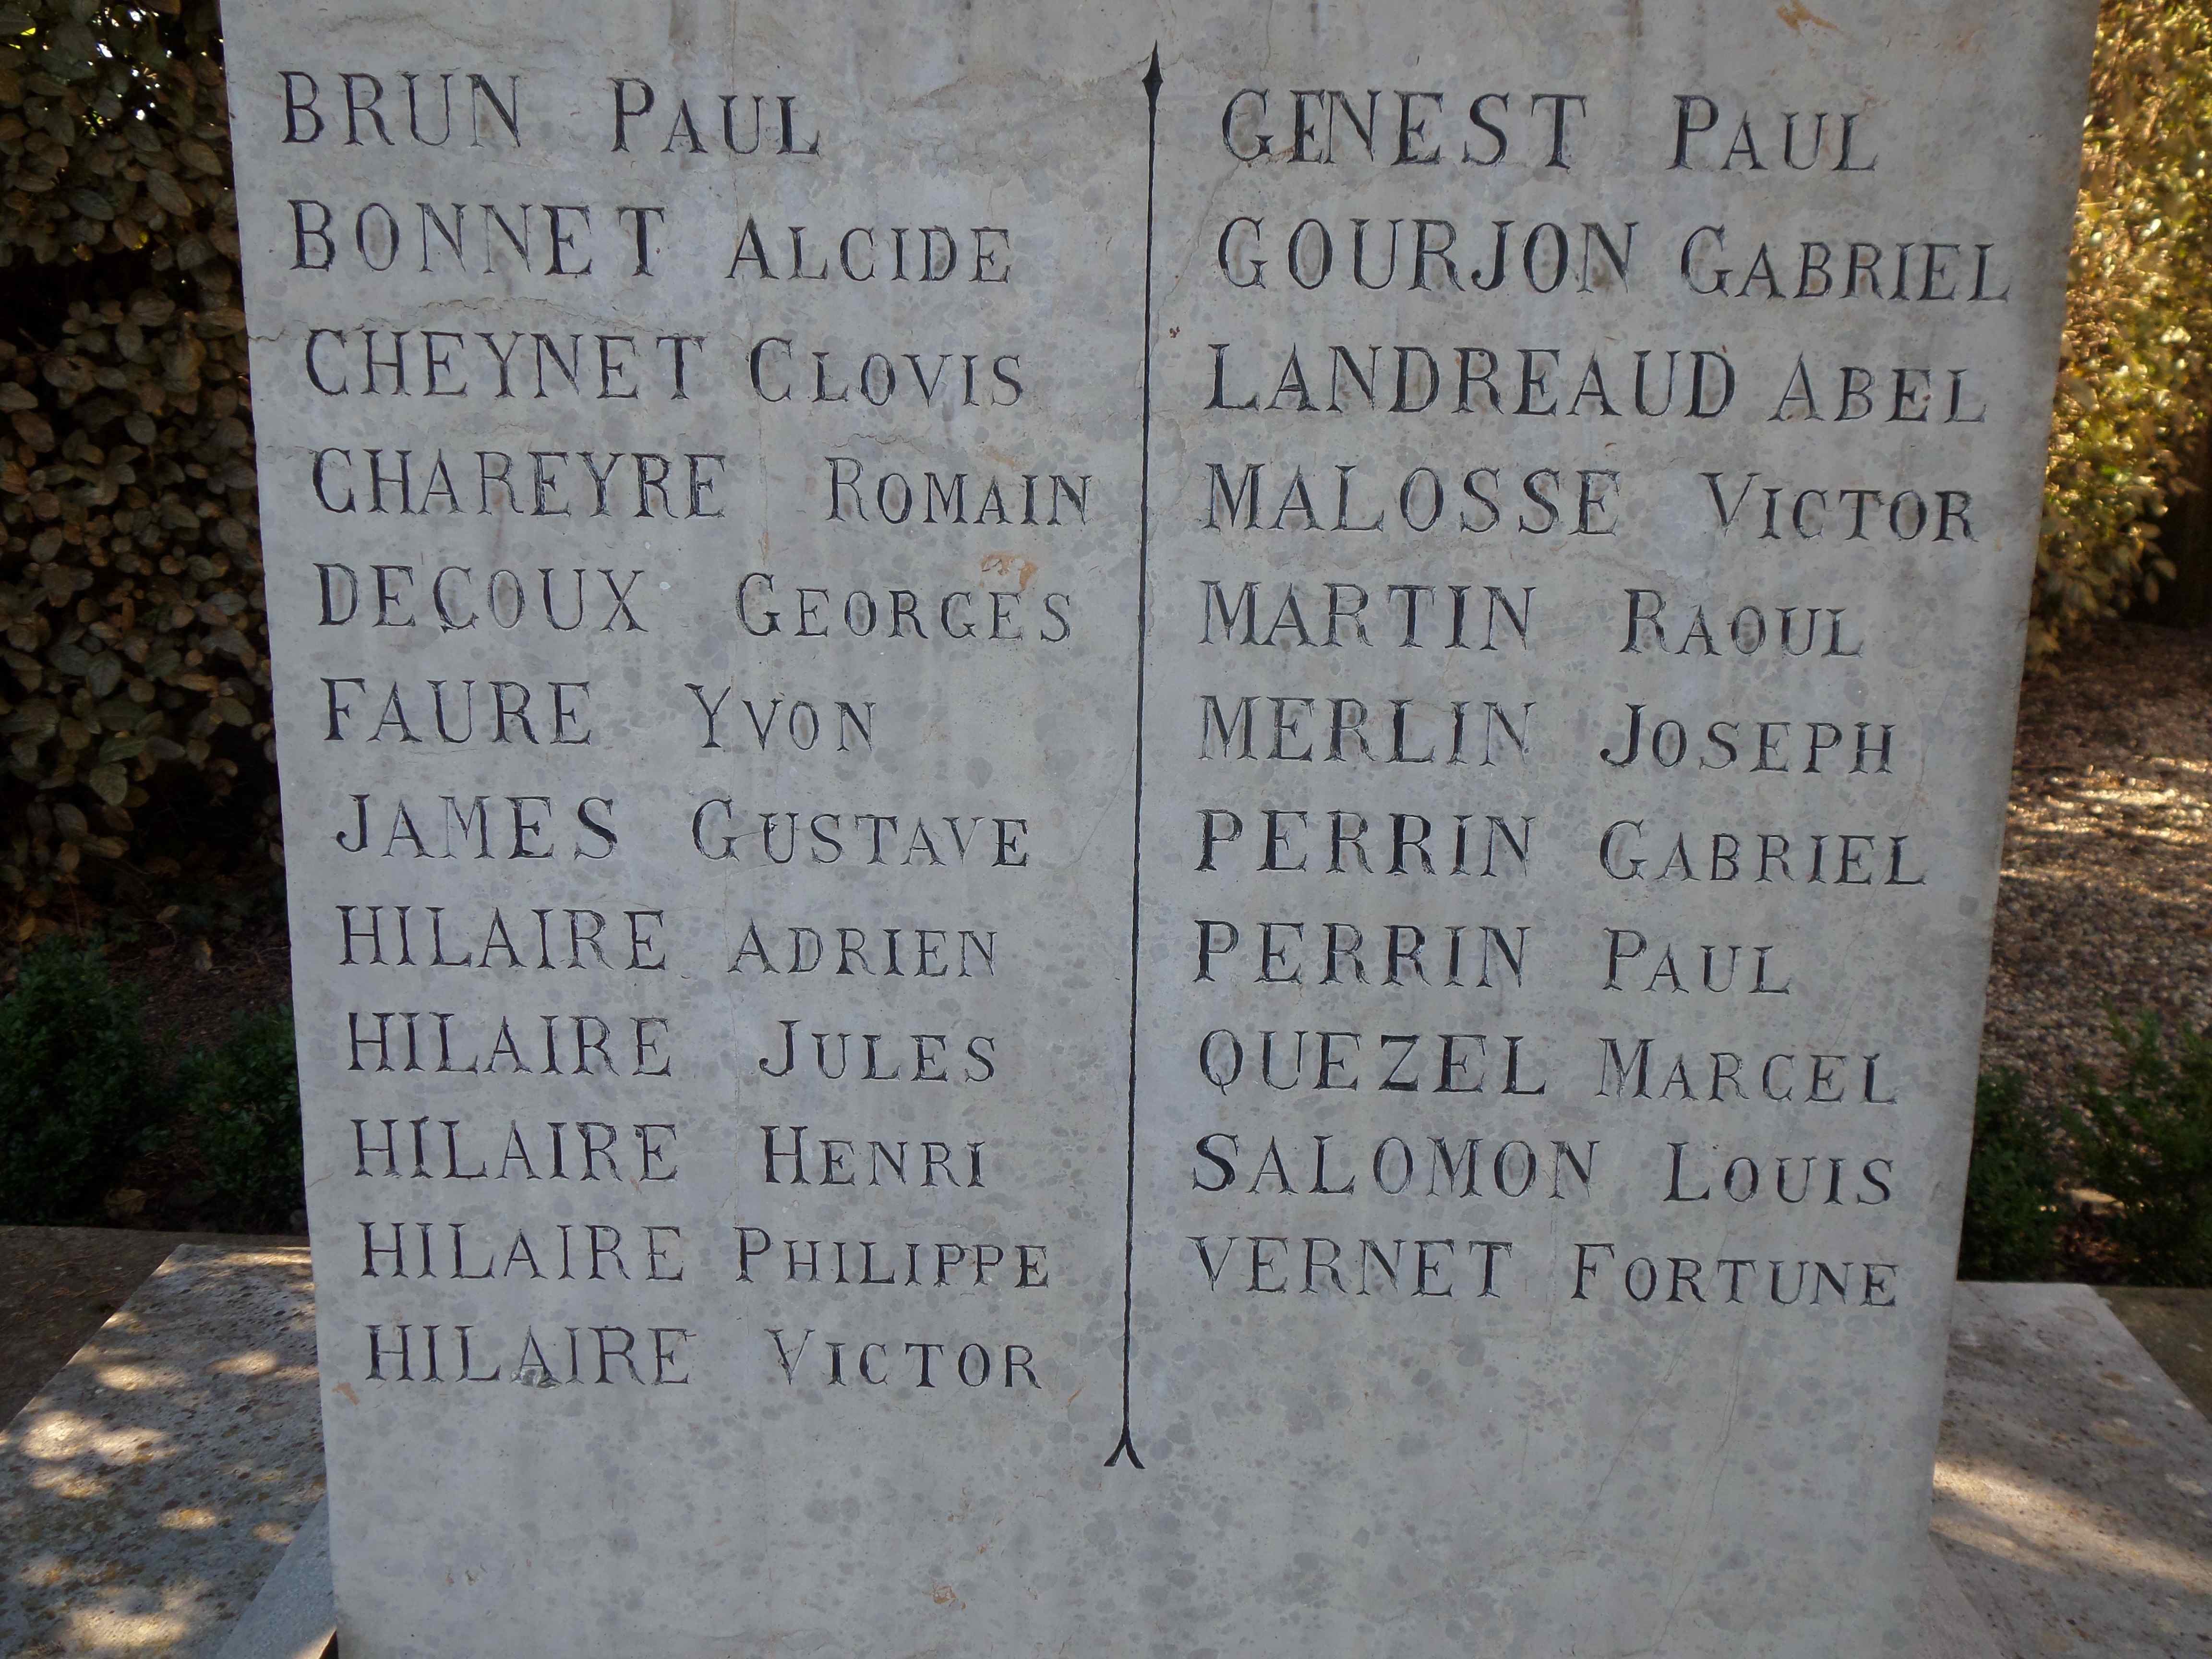 BRUN PAUL
BONNET ALCIDE
CHEYNET CLOVIS
CHAREYRE ROMAIN
DECOUX GEORGES
FAURE YVON
JAMES GUSTAVE
HILAIRE ADRIEN
HILAIRE JULES
HILAIRE HENRI
HILAIRE PHILIPPE
HILAIRE VICTOR
GENEST PAUL
GOURJON GABRIEL
LANDREAUD ABEL
MALOSSE VICTOR
MARTIN RAOUL
MERLIN JOSEPH
PERRIN GABRIEL
PERRIN PAUL
QUEZEL MARCEL
SALOMON LOUIS
VERNET FORTUNE